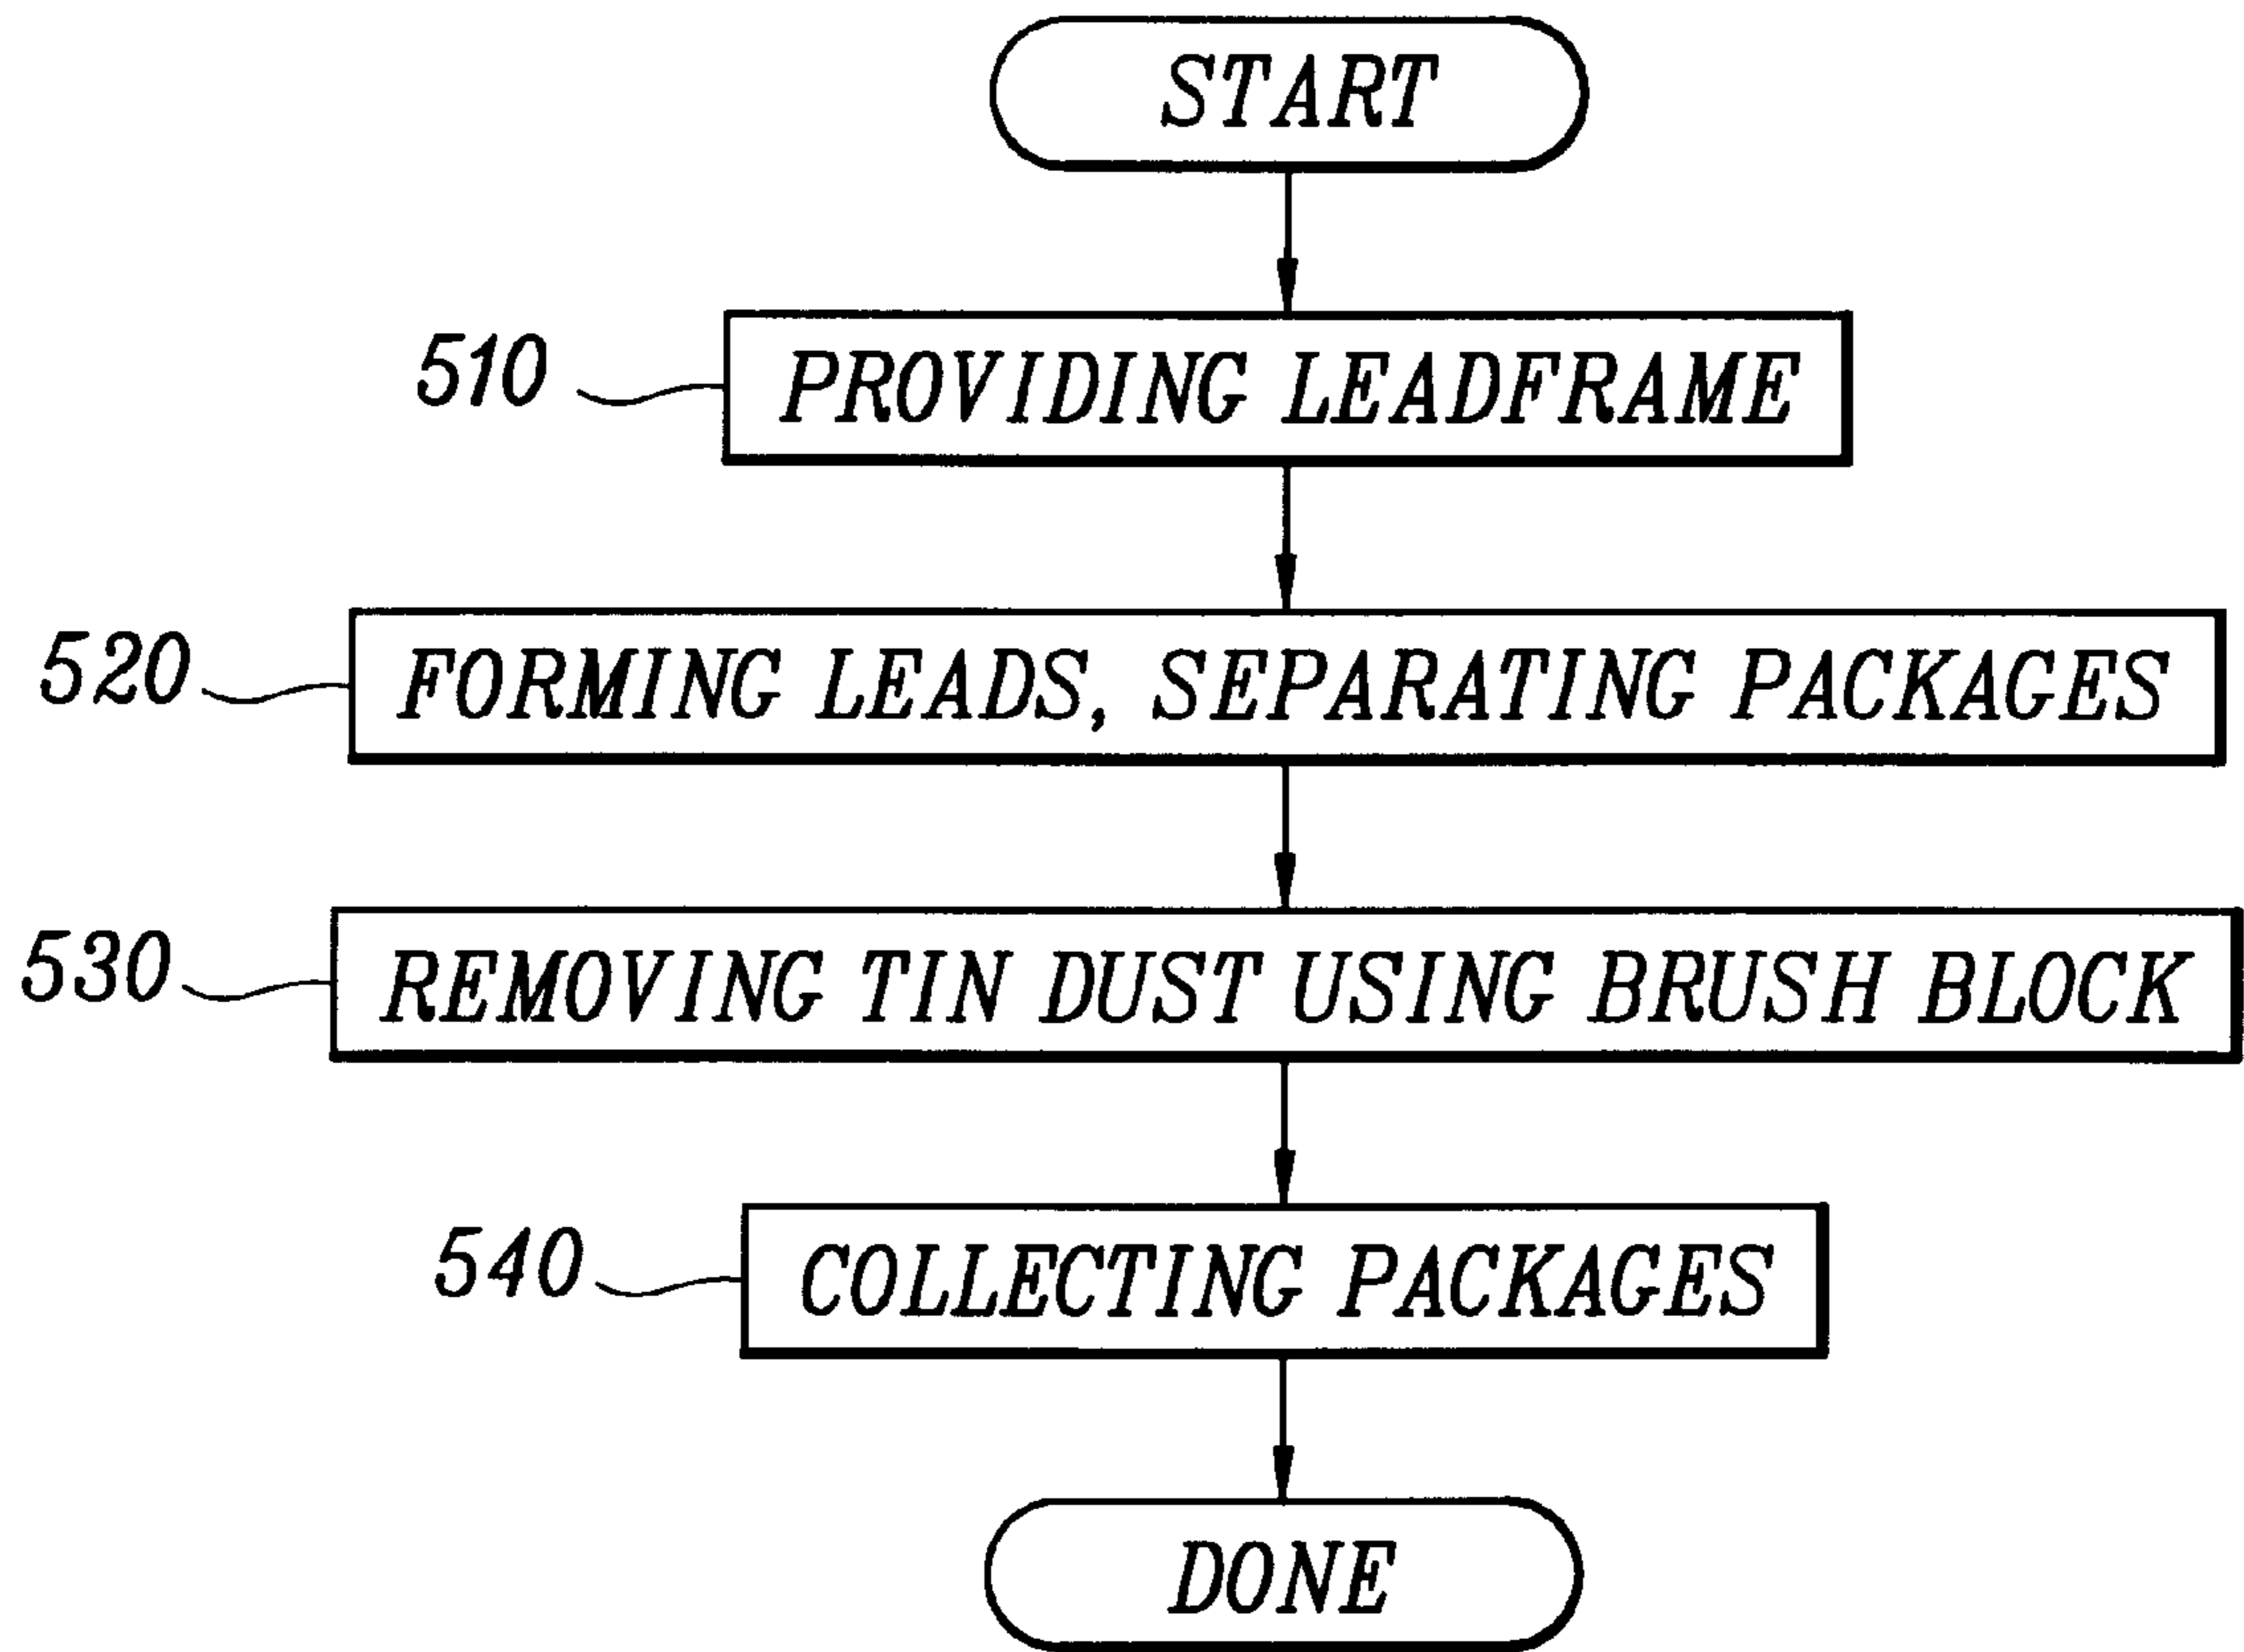 START
510
PROVIDING LEADFRAME
520
FORMING LEADS, SEPARATING PACKAGES
530
REMOVING TIN DUST USING BRUSH BLOCK
540
COLLECTING PACKAGES
DONE